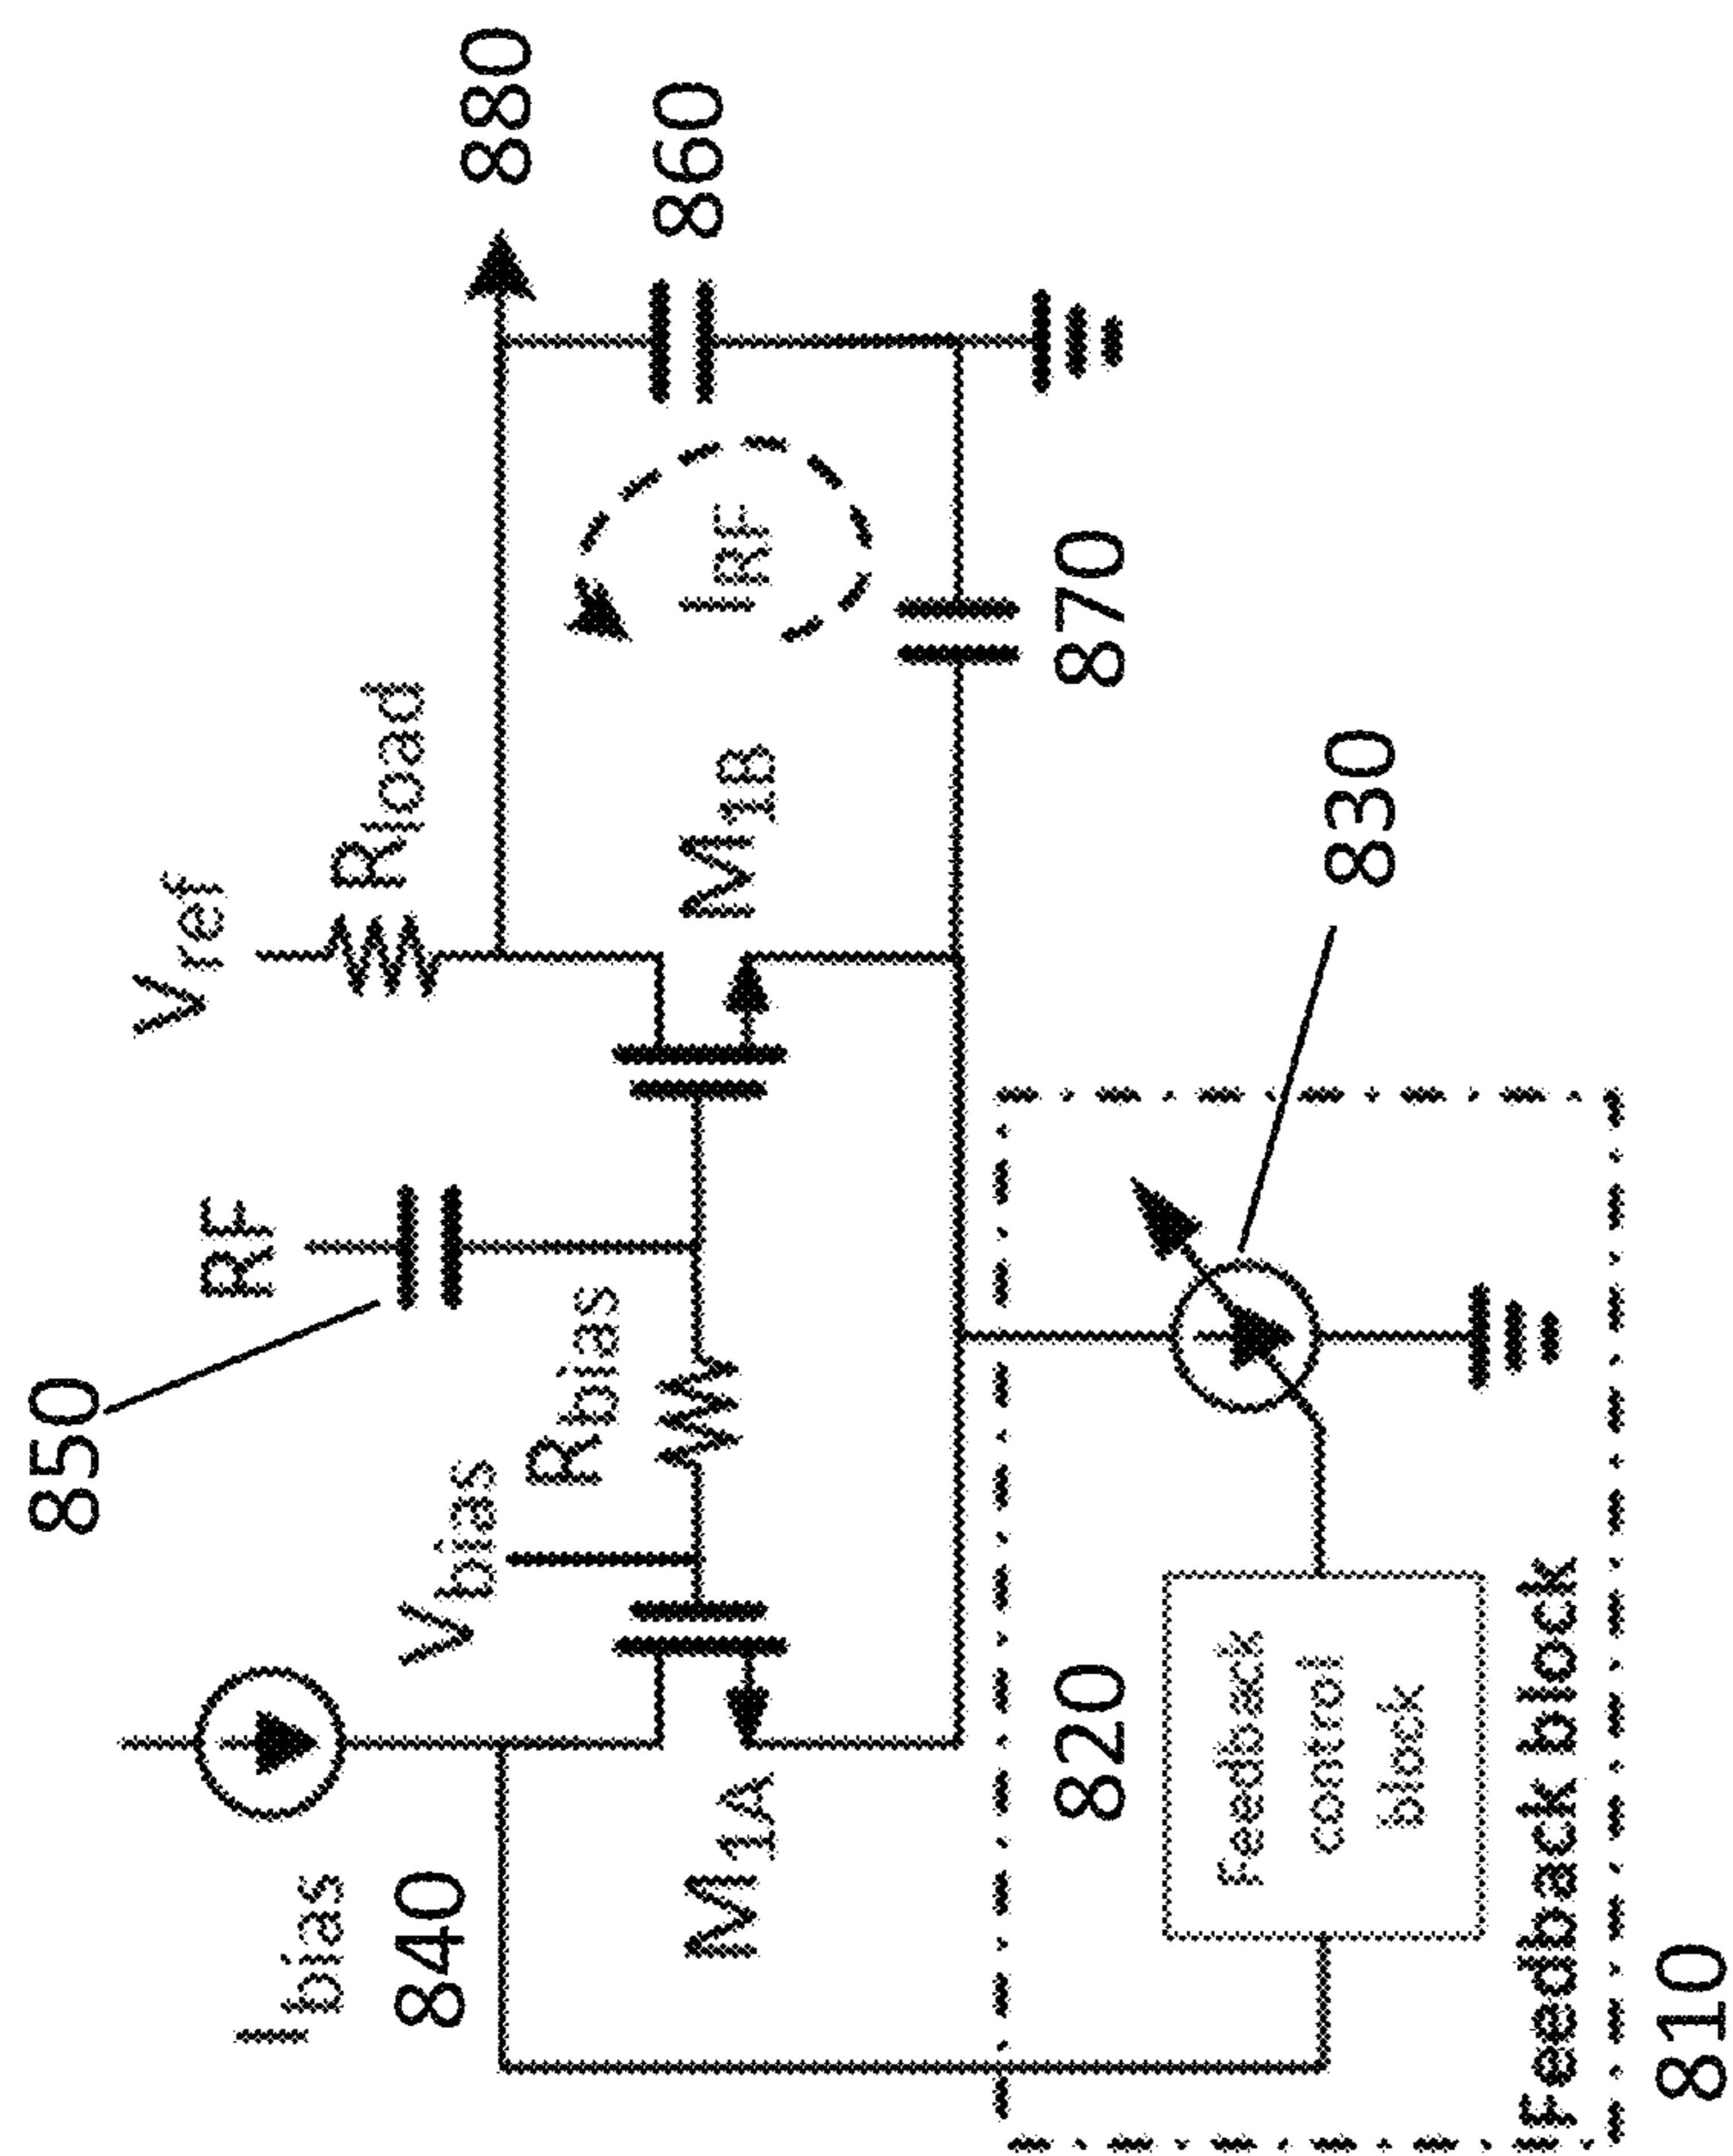 850
RF
Vref
Rload
880
860
Ibias
840
Vbias
Rbias
M1A
M1B
IRF
870
820
830
Feedback
control
block
Feedback block
810